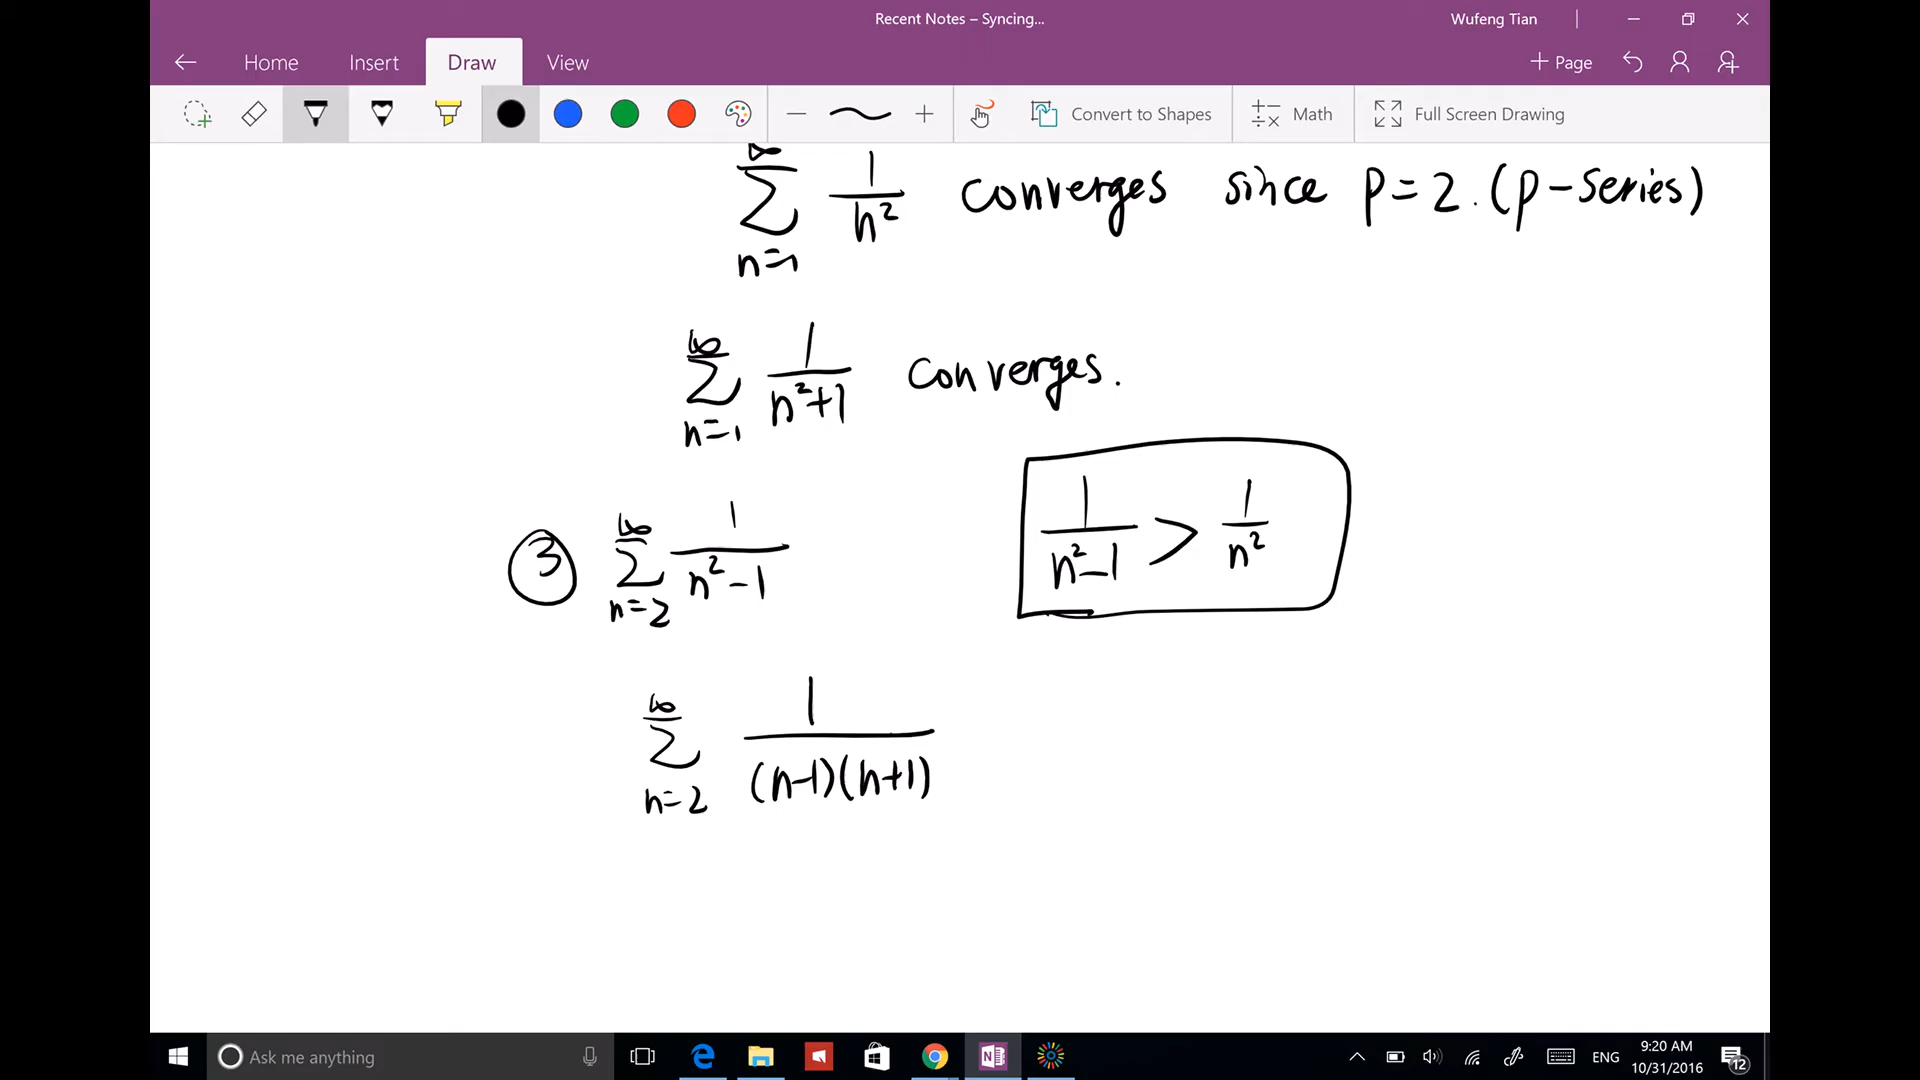 Recent Notes – Syncing...
Wufeng Tian
Home Insert Draw View
+ Page
Convert to Shapes
Math
Full Screen Drawing
∞ Σ n=1 1/n² converges since p=2. (p-series)
∞ Σ n=1 1/(n²+1) converges.
③ ∞ Σ n=2 1/(n²-1)
1/(n²-1) > 1/n²
∞ Σ n=2 1/((n-1)(n+1))
Ask me anything
ENG
9:20 AM
10/31/2016
12